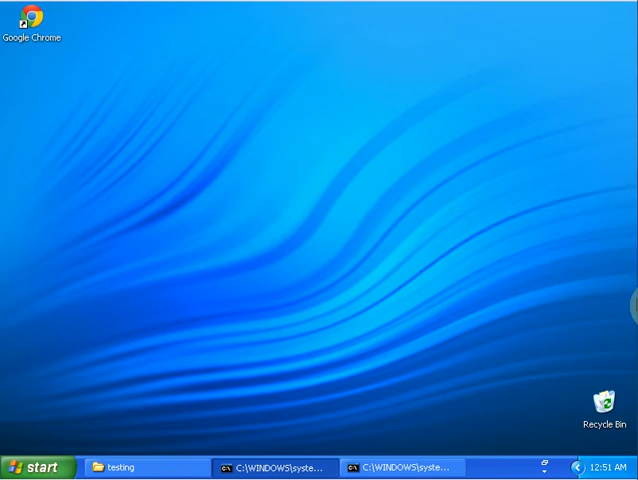 Google Chrome
Recycle Bin
start
testing
C:\WINDOWS\syste...
C:\WINDOWS\syste...
12:51 AM